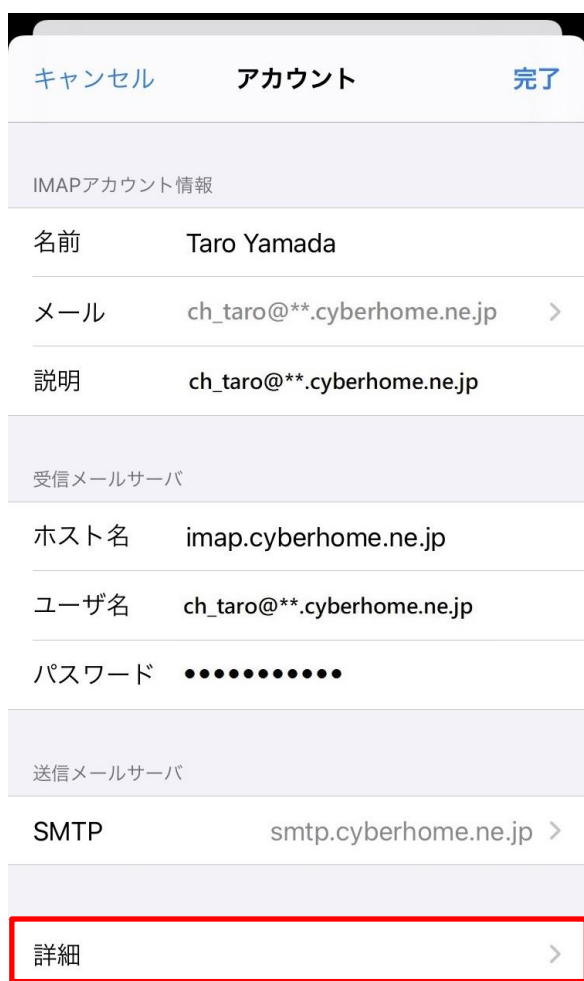 キャンセル アカウント 完了
IMAPアカウント情報
名前 Taro Yamada
メール ch_taro@**.cyberhome.ne.jp
説明 ch_taro@**.cyberhome.ne.jp
受信メールサーバ
ホスト名 imap.cyberhome.ne.jp
ユーザ名 ch_taro@**.cyberhome.ne.jp
パスワード ●●●●●●●●●●●
送信メールサーバ
SMTP smtp.cyberhome.ne.jp
詳細